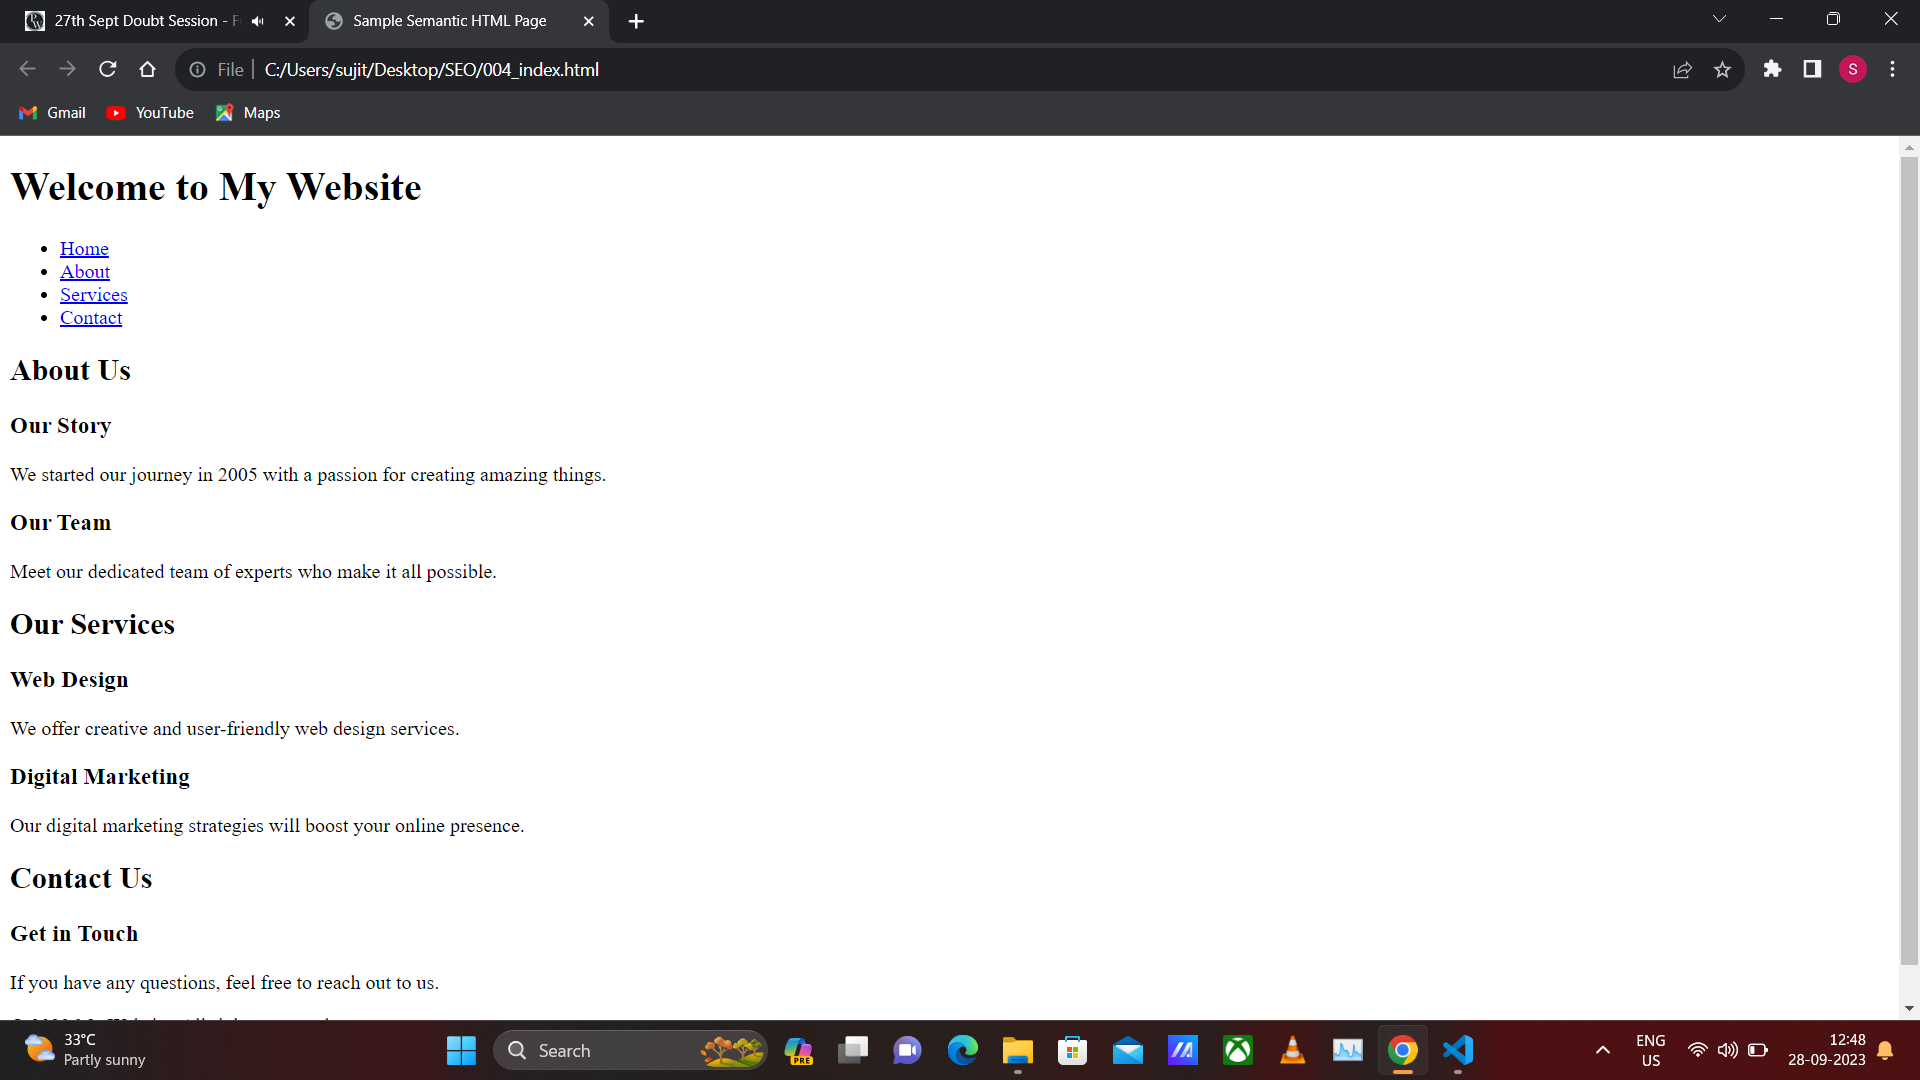 27th Sept Doubt Session - F
Sample Semantic HTML Page
File
C:/Users/sujit/Desktop/SEO/004_index.html
S
Gmail
YouTube
Maps
Welcome to My Website
Home
About
Services
Contact
About Us
Our Story
We started our journey in 2005 with a passion for creating amazing things.
Our Team
Meet our dedicated team of experts who make it all possible.
Our Services
Web Design
We offer creative and user-friendly web design services.
Digital Marketing
Our digital marketing strategies will boost your online presence.
Contact Us
Get in Touch
If you have any questions, feel free to reach out to us.
33°C
Partly sunny
Search
PRE
ENG
US
12:48
28-09-2023